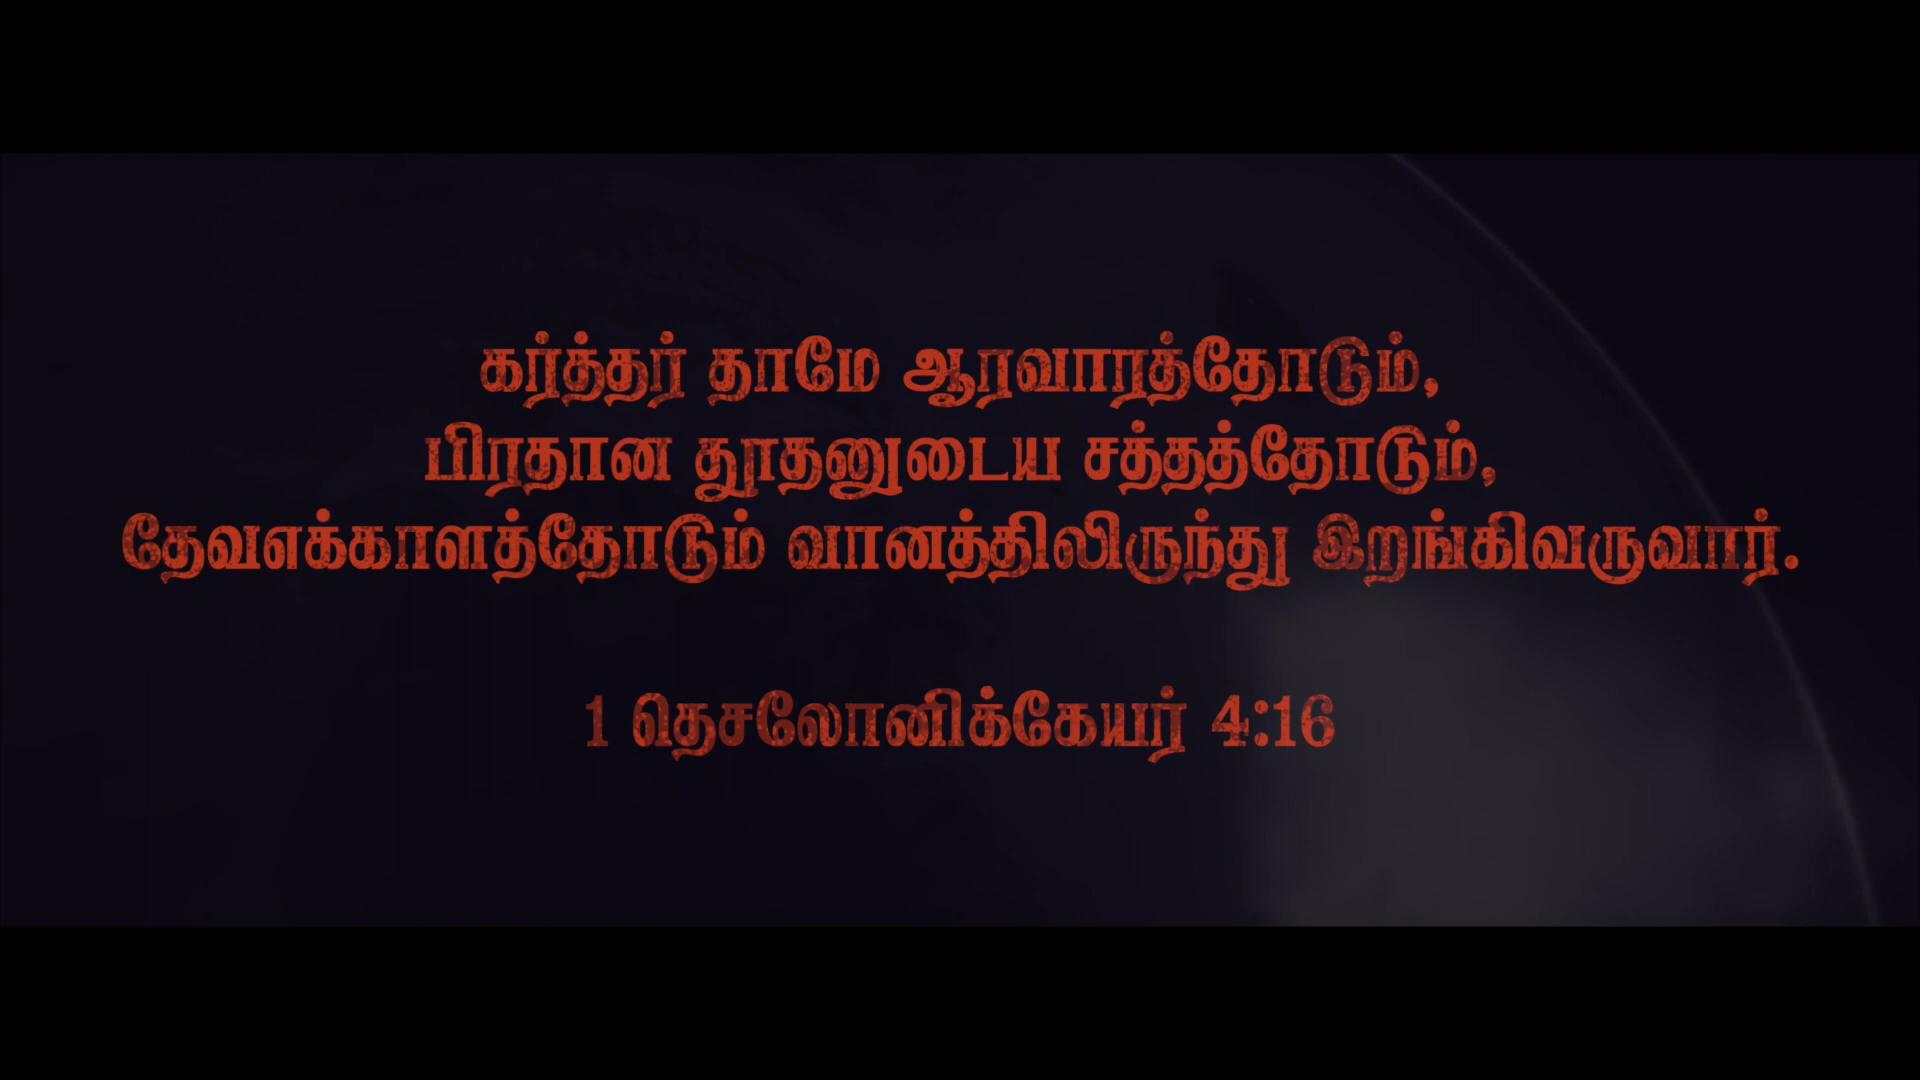 கர்த்தர் தாமே ஆரவாரத்தோடும்,
பிரதான தூதனுடைய சத்தத்தோடும்,
தேவஎக்காளத்தோடும் வானத்திலிருந்து இறங்கிவருவார்.
1 தெசலோனிக்கேயர் 4:16